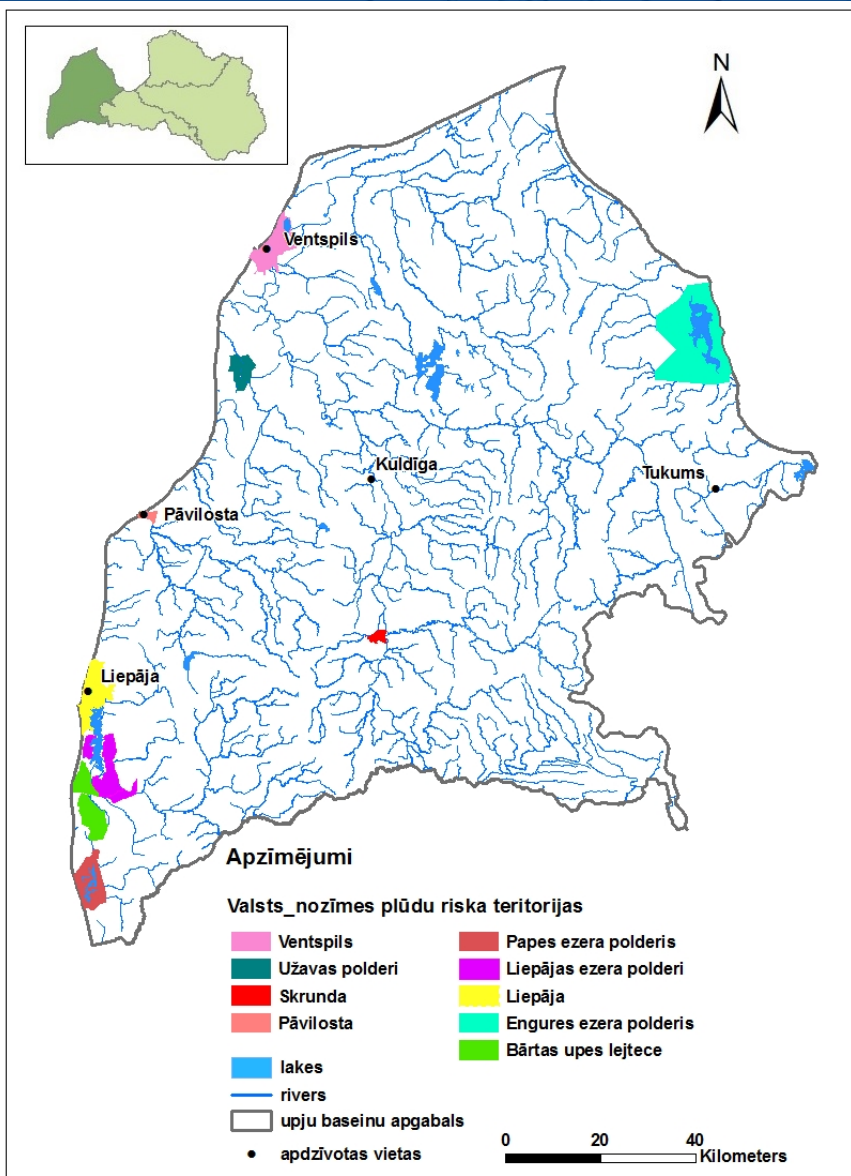 N
Ventspils
Kuldīga
Tukums
Pāvilosta
Liepāja
Apzīmējumi
Valsts_nozīmes plūdu riska teritorijas
Ventspils
Užavas polderi
Skrunda
Pāvilosta
lakes
rivers
upju baseinu apgabals
apdzīvotas vietas
Papes ezera polderis
Liepājas ezera polderi
Liepāja
Engures ezera polderis
Bārtas upes lejtece
0 20 40
Kilometers